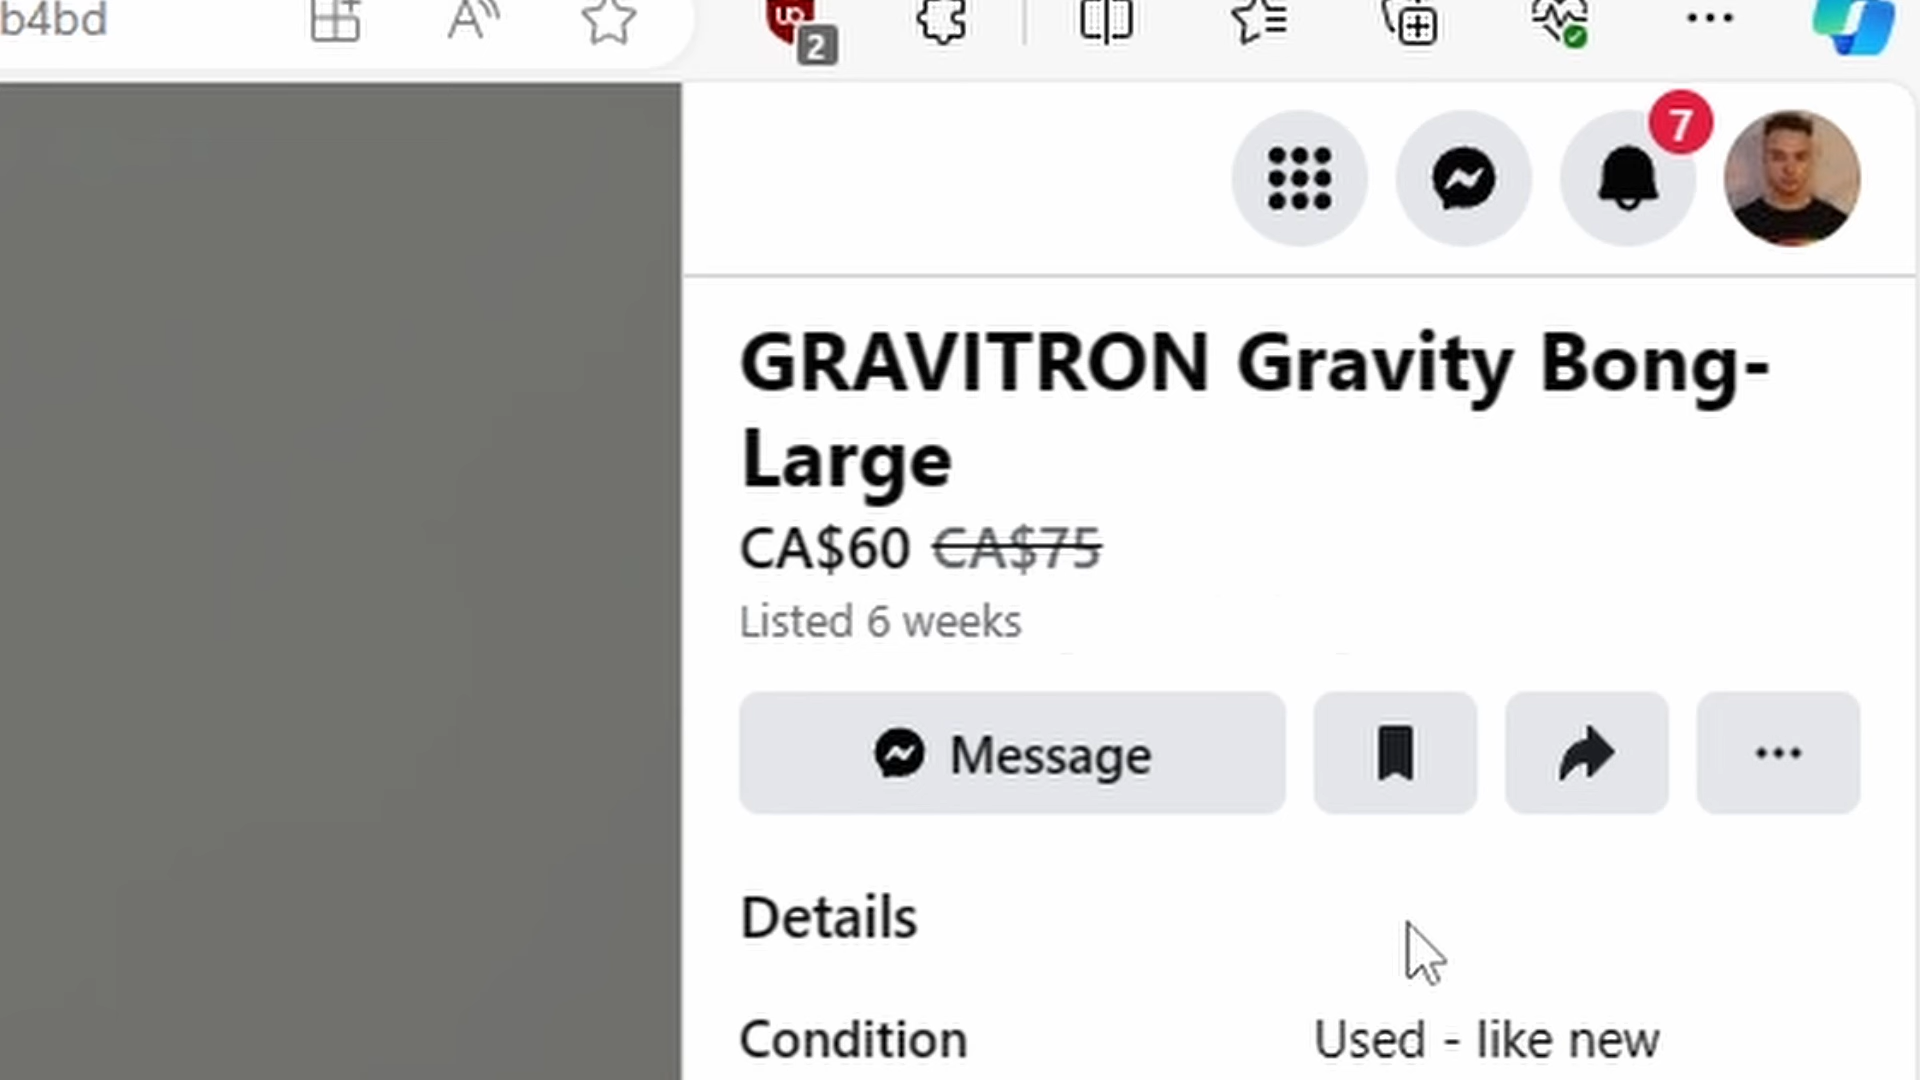 b4bd
A
UO
2
7
GRAVITRON Gravity Bong-
Large
CA$60 CA$75
Listed 6 weeks
Message
Details
Condition
Used - like new